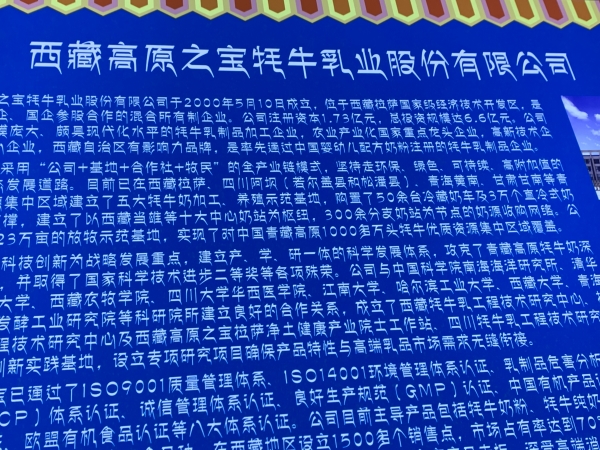 西藏高原之宝牦牛乳业股份有限公司
之宝牦牛乳业股份有限公司于2000年5月10日成立，位于西藏拉萨国家级经济技术开发区，是
企、国企参股合作的混合所有制企业。公司注册资本1.73亿元，总投资规模达6.6亿元。公司
模庞大、颇具现代化水平的牦牛乳制品加工企业，农业产业化国家重点龙头企业，高新技术企
企业，西藏自治区有影响力品牌，是率先通过中国婴幼儿配方奶粉注册的牦牛乳制品企业。
采用“公司+基地+合作社+牧民”的全产业链模式，坚持走环保、绿色、可持续、高附加值的
发展道路。目前已在西藏拉萨、四川阿坝（若尔盖县和松潘县）、青海黄南、甘肃甘南等青
集中区域建立了五大牦牛奶加工、养殖示范基地，购置了50余台冷藏奶车及3万个直冷式奶
撑，建立了以西藏当雄等十大中心奶站为枢纽，300余分支奶站为节点的奶源收购网络。公
23万亩的放牧示范基地，实现了对中国青藏高原1000多万头牦牛优质资源集中区域覆盖。
科技创新为战略发展重点，建立产、学、研一体的科学发展体系，攻克了青藏高原牦牛奶深
，并取得了国家科学技术进步二等奖等各项殊荣。公司与中国科学院南海海洋研究所、清华
大学、西藏农牧学院、四川大学华西医学院、江南大学、哈尔滨工业大学、西藏大学、青海
发酵工业研究院等科研院所建立良好的合作关系，成立了西藏牦牛乳工程技术研究中心、
程技术研究中心及西藏高原之宝拉萨净土健康产业院士工作站、四川牦牛乳工程技术研究
创新实践基地，设立专项研究项目确保产品特性与高端乳品市场需求无缝衔接。
宝已通过了ISO9001质量管理体系、ISO14001环境管理体系认证、乳制品危害分析
CP）体系认证、诚信管理体系认证、良好生产规范（GMP）认证、中国有机产品认
、欧盟有机食品认证等八大体系认证。公司目前主导产品包括牦牛奶粉、牦牛纯奶
在西藏地区设立1500多个销售点，市场占有率达到70